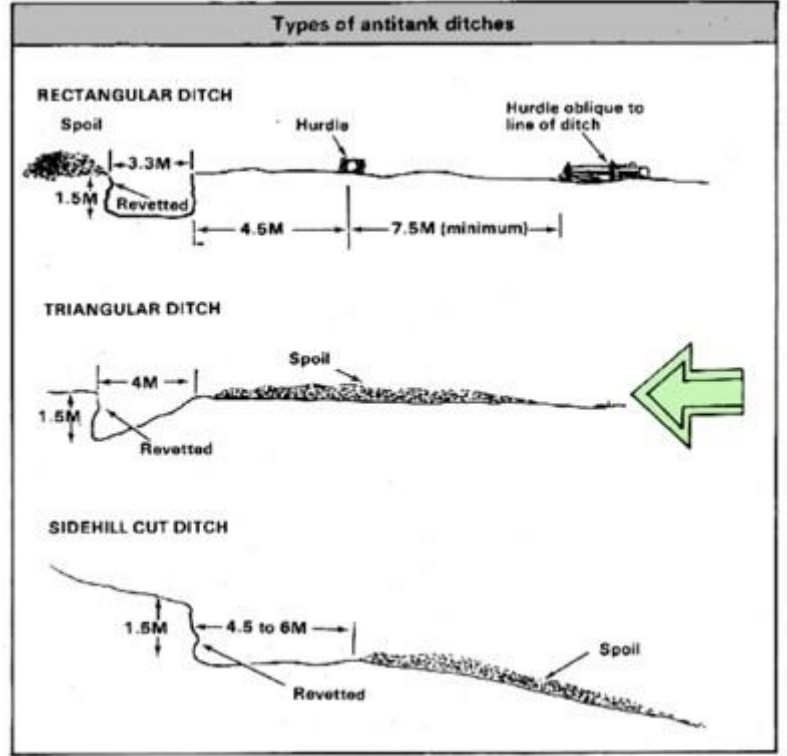 Types of antitank ditches
RECTANGULAR DITCH
Spoil
Hurdle
Hurdle oblique to
line of ditch
3.3M
1.5M
Revetted
4.5M
7.5M (minimum)
TRIANGULAR DITCH
4M
Spoil
1.5M
Revetted
SIDEHILL CUT DITCH
1.5M
4.5 to 6M
Spoil
Revetted